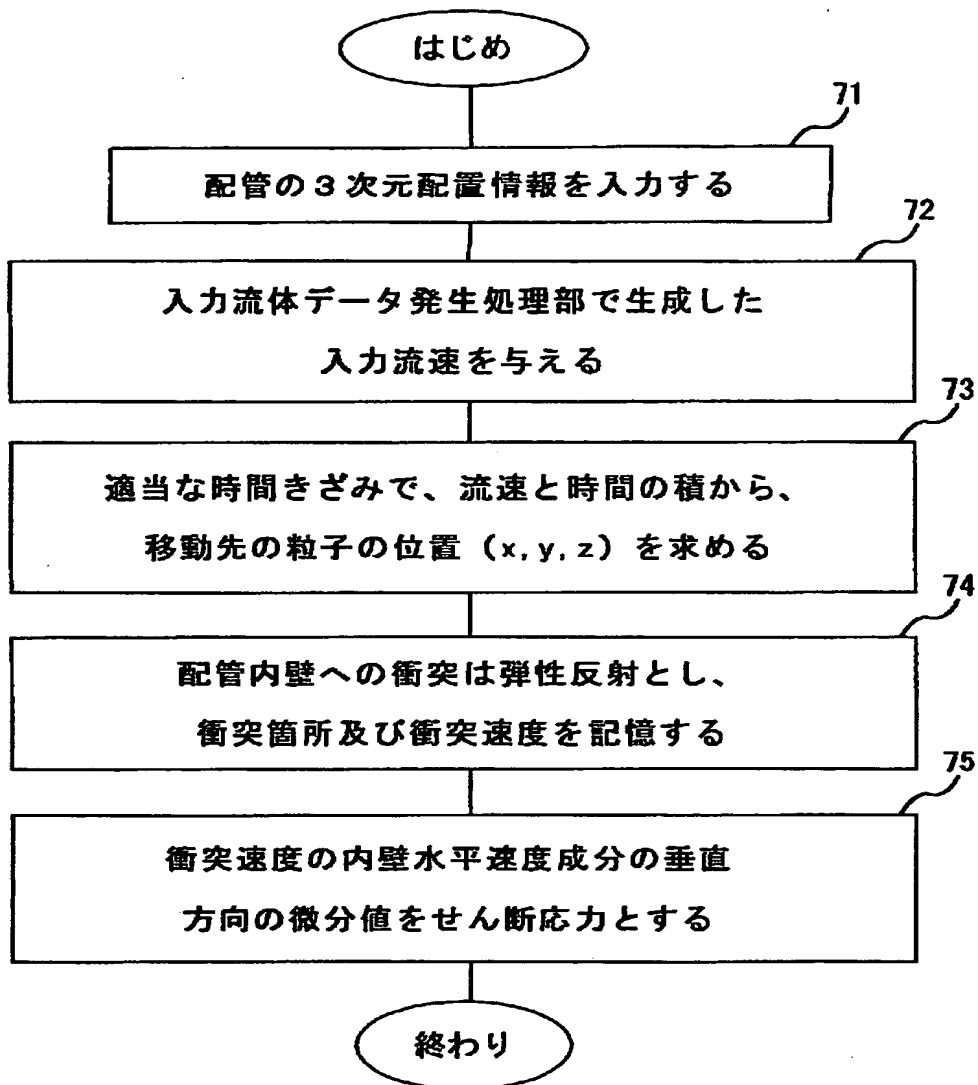 はじめ
71
配管の3次元配置情報を入力する
72
入力流体データ発生処理部で生成した
入力流速を与える
73
適当な時間きざみで、流速と時間の積から、
移動先の粒子の位置(x,y,z)を求める
74
配管内壁への衝突は弾性反射とし、
衝突箇所及び衝突速度を記憶する
75
衝突速度の内壁水平速度成分の垂直
方向の微分値をせん断応力とする
終わり